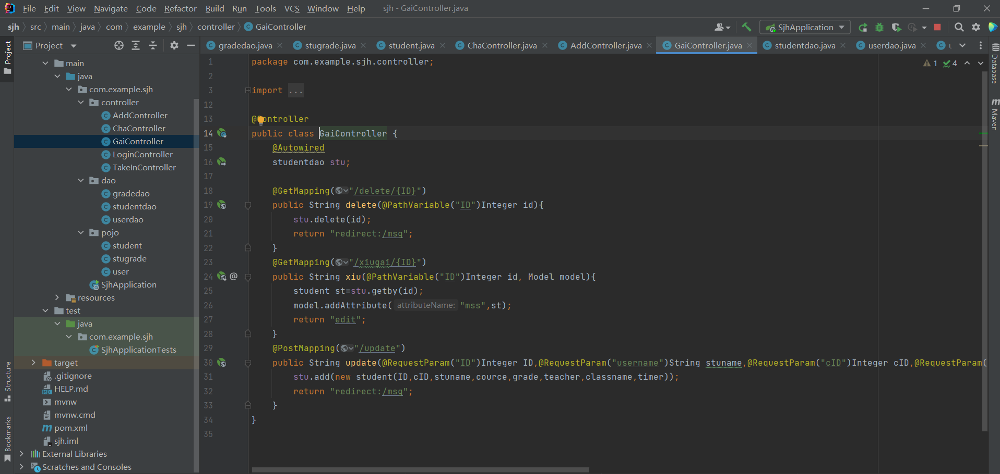 File Edit View Navigate Code Refactor Build Run Tools VCS Window Help sjh - GaiController.java
sjh src main java com example sjh controller GaiController SjhApplication
Project gradedao.java stugrade.java student.java ChaController.java AddController.java GaiController.java studentdao.java userdao.java
Project
Structure
Bookmarks
main
java
com.example.sjh
controller
AddController
ChaController
GaiController
LoginController
TakeInController
dao
gradedao
studentdao
userdao
pojo
student
stugrade
user
SjhApplication
resources
test
java
com.example.sjh
SjhApplicationTests
target
.gitignore
HELP.md
mvnw
mvnw.cmd
pom.xml
sjh.iml
External Libraries
Scratches and Consoles
1 package com.example.sjh.controller;
2
3 import ...
12
13 @Controller
14 public class GaiController {
15 @Autowired
16 studentdao stu;
17
18 @GetMapping("/delete/{ID}")
19 public String delete(@PathVariable("ID")Integer id){
20 stu.delete(id);
21 return "redirect:/msg";
22 }
23 @GetMapping("/xiugai/{ID}")
24 @ public String xiu(@PathVariable("ID")Integer id, Model model){
25 student st=stu.getby(id);
26 model.addAttribute( attributeName: "mss",st);
27 return "edit";
28 }
29 @PostMapping("/update")
30 public String update(@RequestParam("ID")Integer ID,@RequestParam("username")String stuname,@RequestParam("cID")Integer cID,@RequestParam(
31 stu.add(new student(ID,cID,stuname,cource,grade,teacher,classname,timer));
32 return "redirect:/msg";
33 }
34 }
35
1 4
Database
Maven